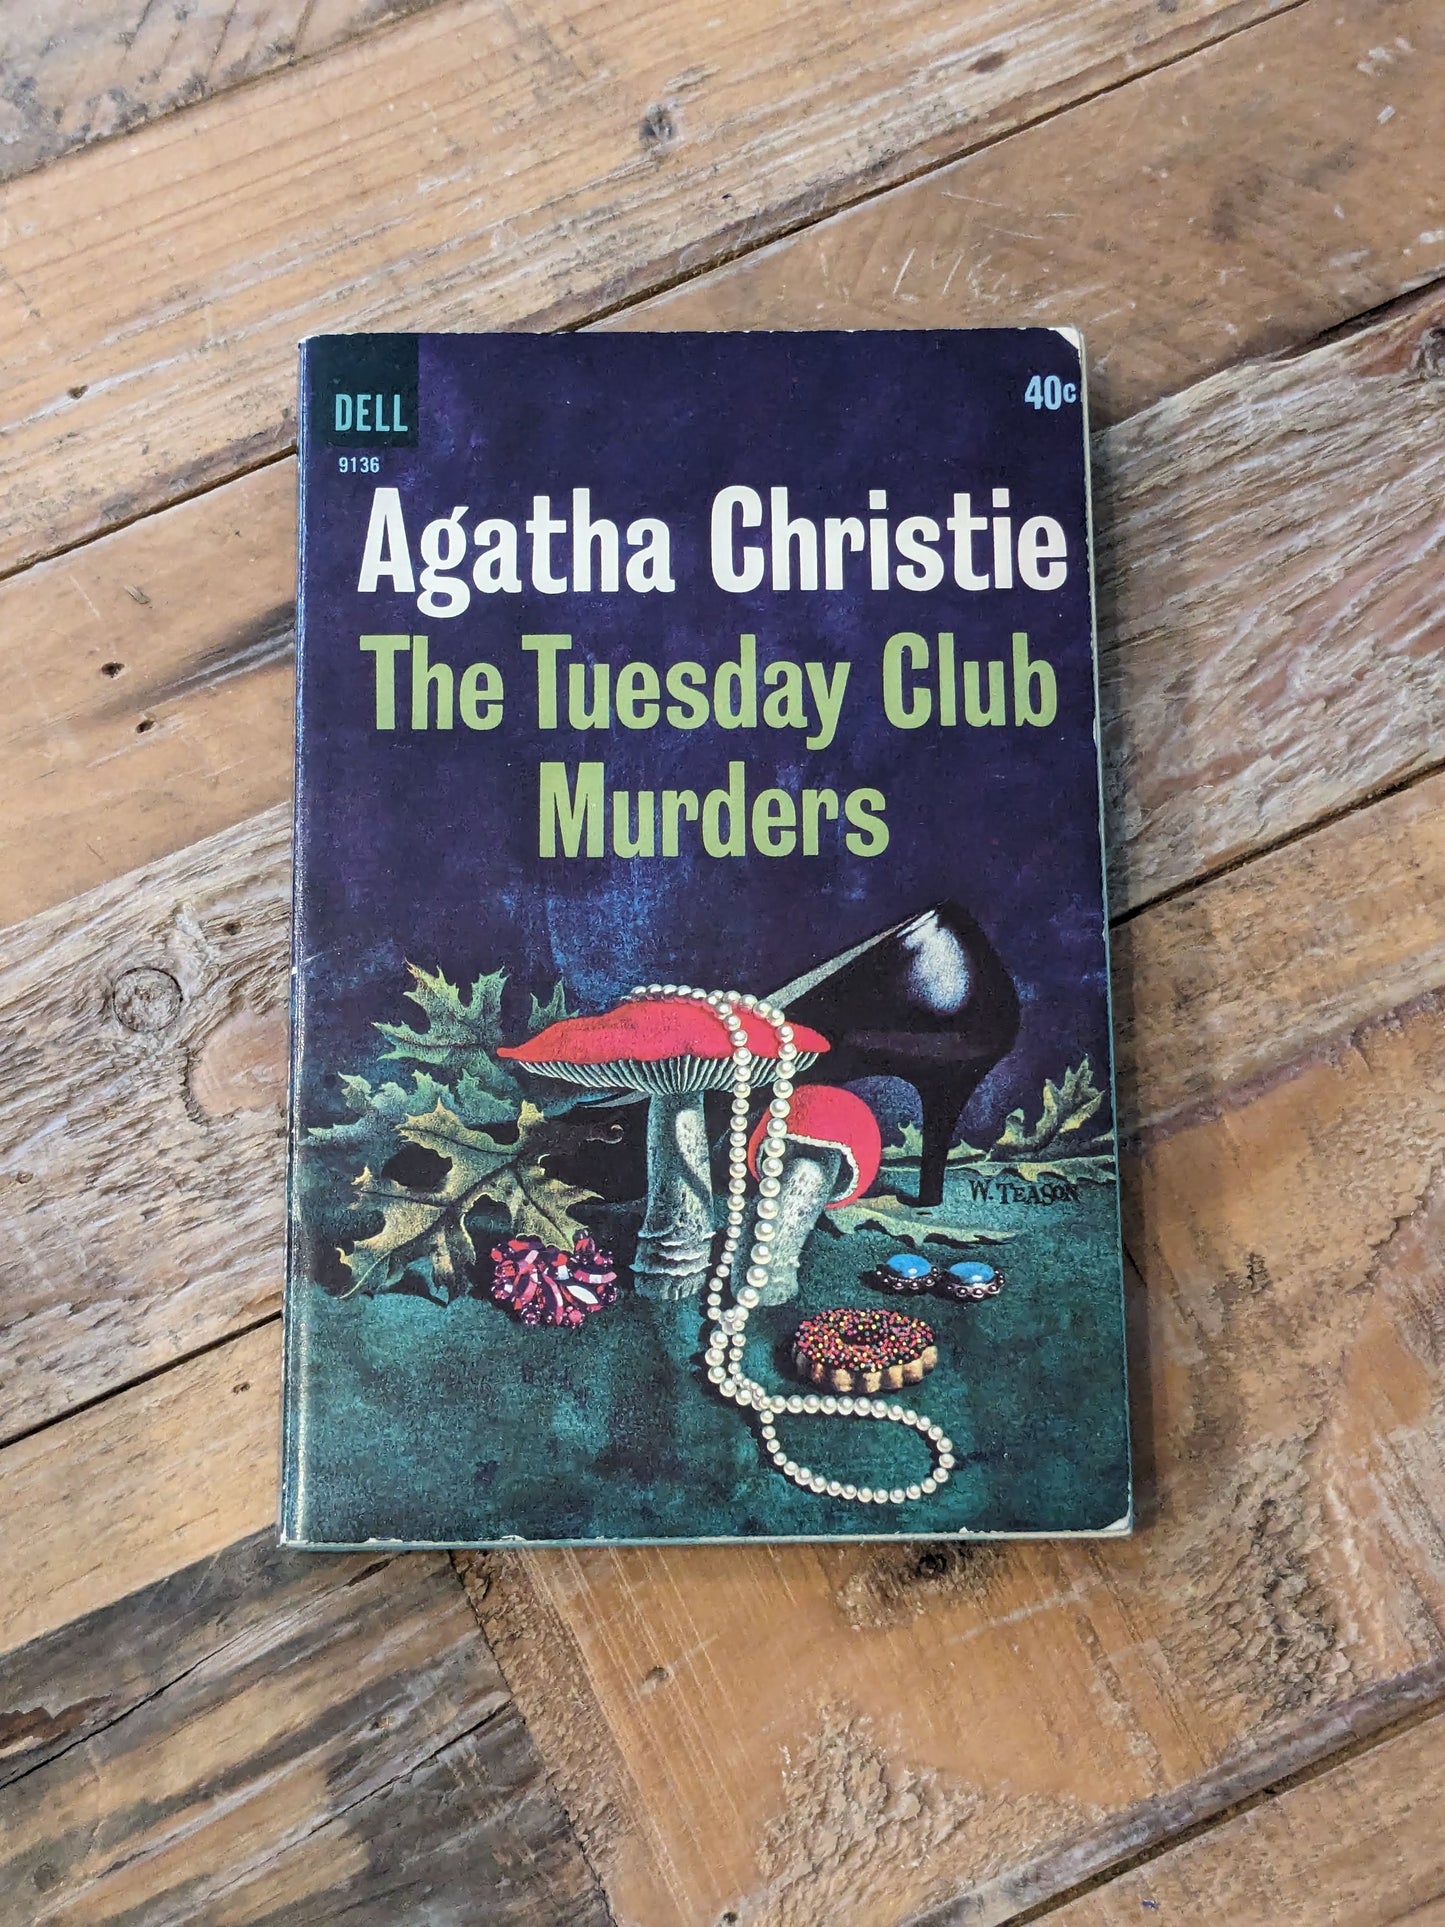 DELL
40c
9136
Agatha Christie
The Tuesday Club
Murders
W. TEASON